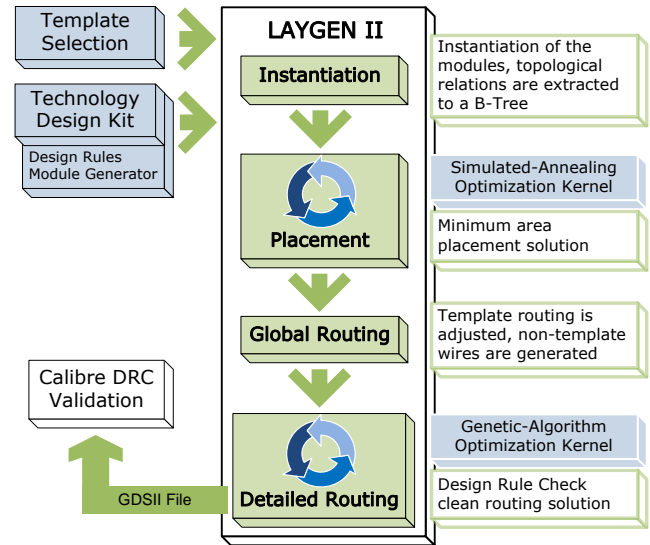 Template
Selection
Technology
Design Kit
Design Rules
Module Generator
LAYGEN II
Instantiation
Instantiation of the
modules, topological
relations are extracted
to a B-Tree
Placement
Simulated-Annealing
Optimization Kernel
Minimum area
placement solution
Global Routing
Template routing is
adjusted, non-template
wires are generated
Calibre DRC
Validation
GDSII File
Detailed Routing
Genetic-Algorithm
Optimization Kernel
Design Rule Check
clean routing solution